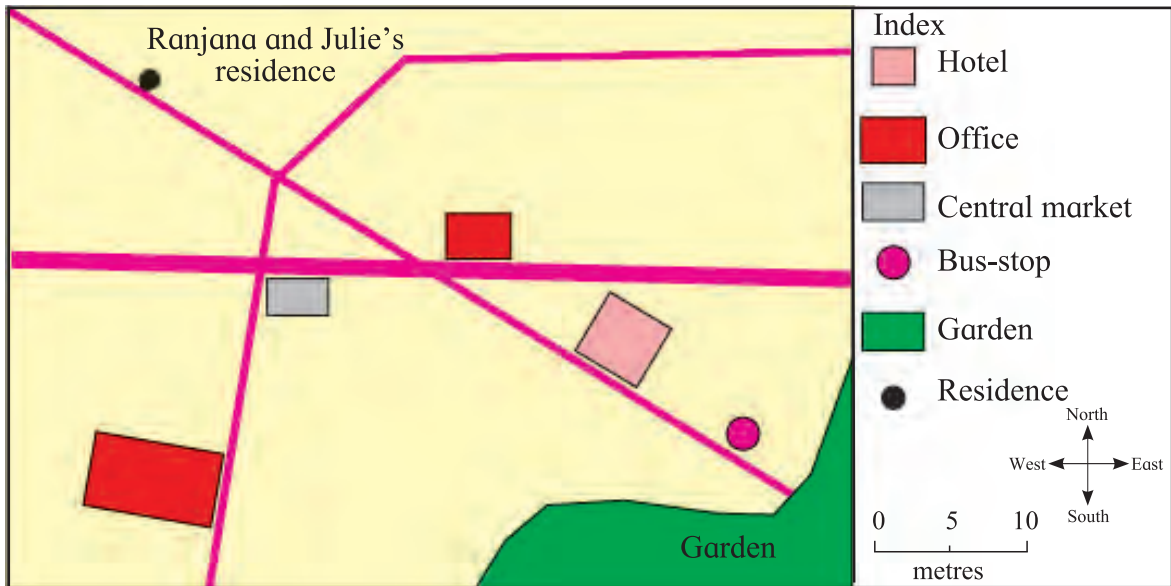 Ranjana and Julie's
residence
Garden
Index
Hotel
Office
Central market
Bus-stop
Garden
Residence
North
West East
South
0 5 10
metres